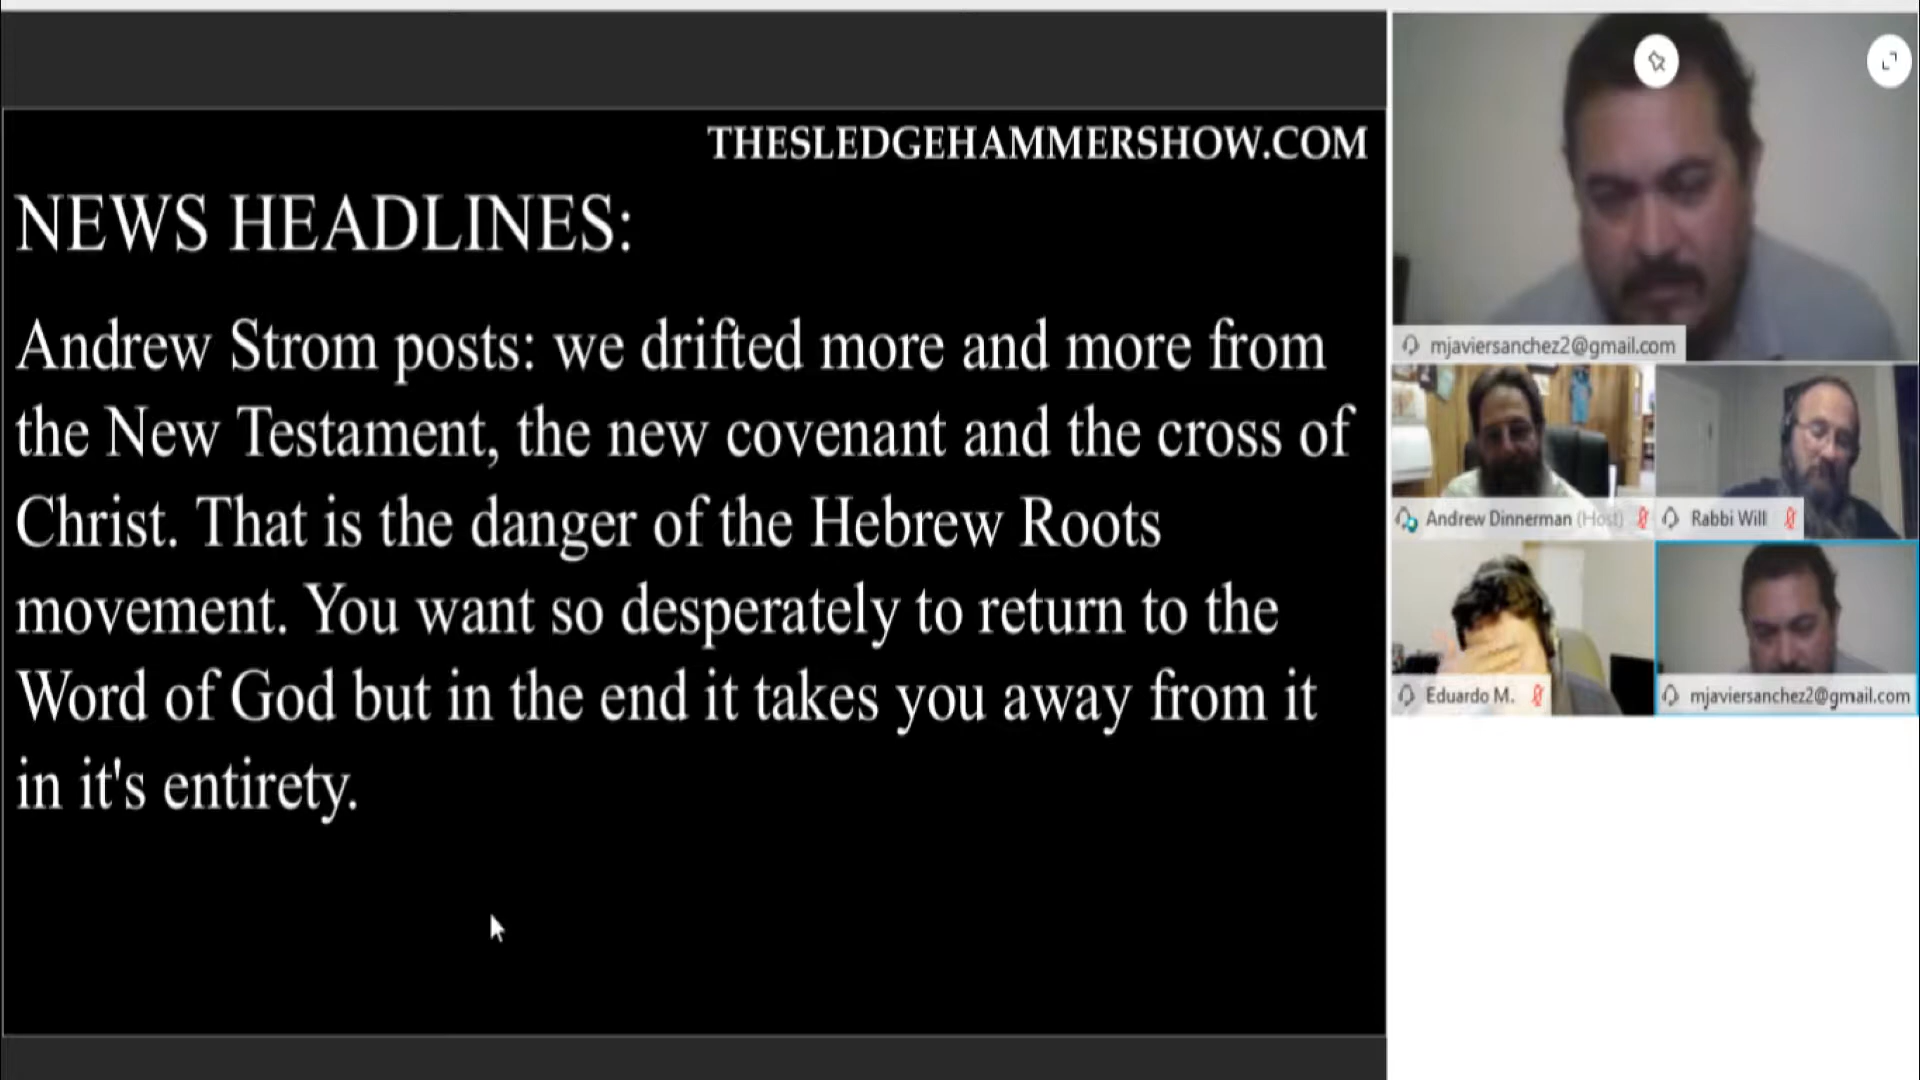 THESLEDGEHAMMERSHOW.COM
NEWS HEADLINES:
Andrew Strom posts: we drifted more and more from
the New Testament, the new covenant and the cross of
Christ. That is the danger of the Hebrew Roots
movement. You want so desperately to return to the
Word of God but in the end it takes you away from it
in it's entirety.
mjaviersanchez2@gmail.com
Andrew Dinnerman (Host)
Rabbi Will
Eduardo M.
mjaviersanchez2@gmail.com